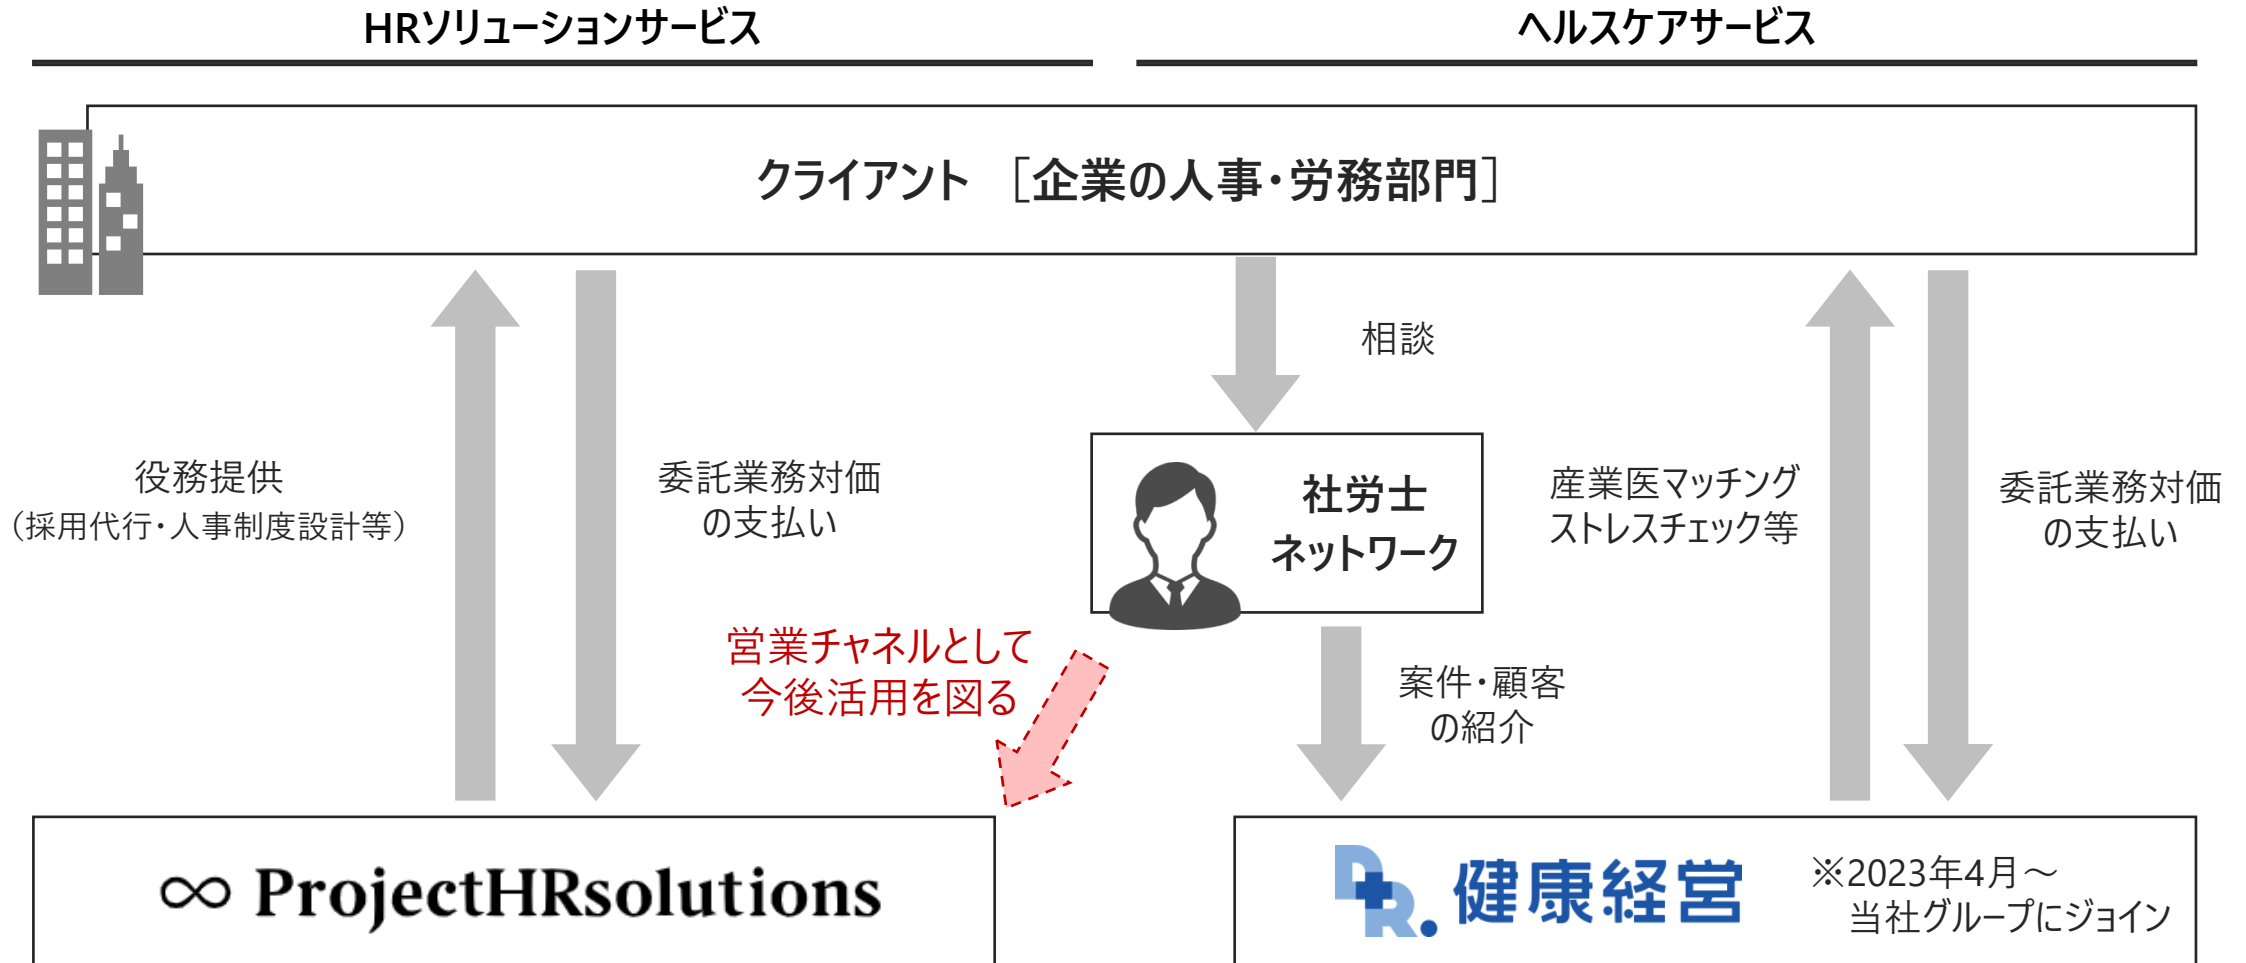 HRソリューションサービス
ヘルスケアサービス
クライアント ［企業の人事・労務部門］
相談
役務提供
（採用代行・人事制度設計等）
委託業務対価
の支払い
社労士
ネットワーク
産業医マッチング
ストレスチェック等
委託業務対価
の支払い
営業チャネルとして
今後活用を図る
案件・顧客
の紹介
ProjectHRsolutions
DR.健康経営
※2023年4月～
当社グループにジョイン